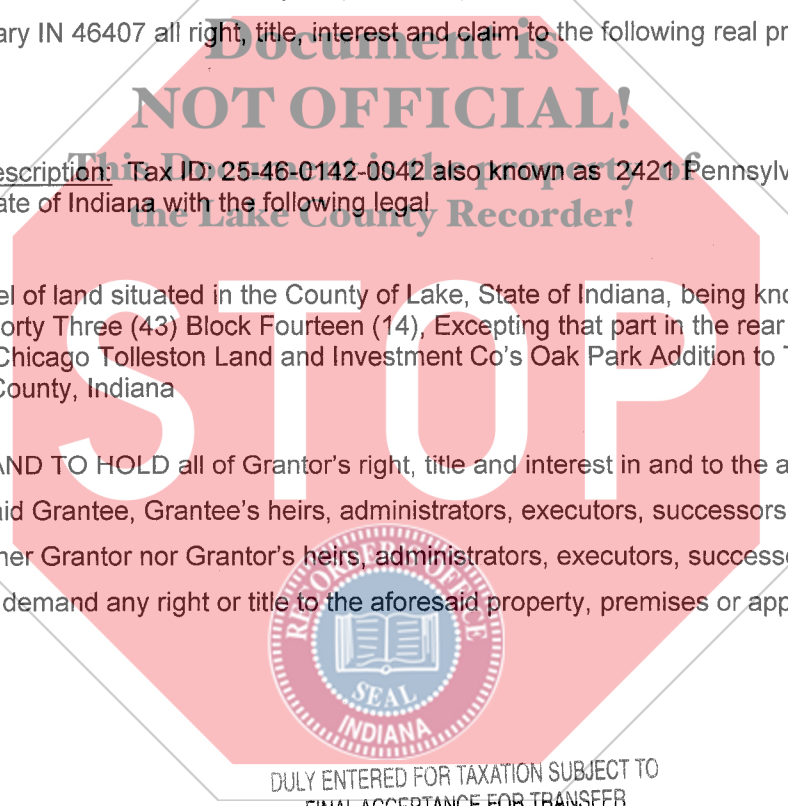 Document is
ary IN 46407 all right, title, interest and claim to the following real pr
NOT OFFICIAL!
This Document is the property of
escription: Tax ID: 25-46-0142-0042 also known as 2421 Pennsylv
ate of Indiana with the following legal
the Lake County Recorder!
el of land situated in the County of Lake, State of Indiana, being kno
orty Three (43) Block Fourteen (14), Excepting that part in the rear
Chicago Tolleston Land and Investment Co's Oak Park Addition to T
County, Indiana
STOP
AND TO HOLD all of Grantor's right, title and interest in and to the a
id Grantee, Grantee's heirs, administrators, executors, successors
her Grantor nor Grantor's heirs, administrators, executors, success
demand any right or title to the aforesaid property, premises or app
RECORDER'S OFFICE
SEAL
INDIANA
DULY ENTERED FOR TAXATION SUBJECT TO
FINAL ACCEPTANCE FOR TRANSFER